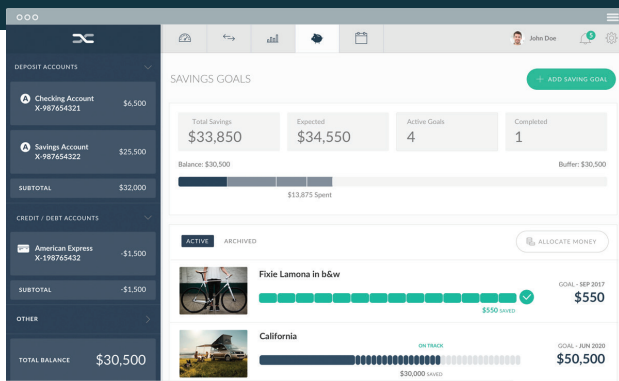 John Doe
5
DEPOSIT ACCOUNTS
A Checking Account
X-987654321
$6,500
A Savings Account
X-987654322
$25,500
SUBTOTAL $32,000
CREDIT / DEBT ACCOUNTS
American Express
X-198765432
-$1,500
SUBTOTAL -$1,500
OTHER
TOTAL BALANCE $30,500
SAVINGS GOALS
+ ADD SAVING GOAL
Total Savings
$33,850
Expected
$34,550
Active Goals
4
Completed
1
Balance: $30,500
Buffer: $30,500
$13,875 Spent
ACTIVE ARCHIVED
ALLOCATE MONEY
Fixie Lamona in b&w
GOAL - SEP 2017
$550
$550 SAVED
California
ON TRACK
GOAL - JUN 2020
$50,500
$30,000 SAVED